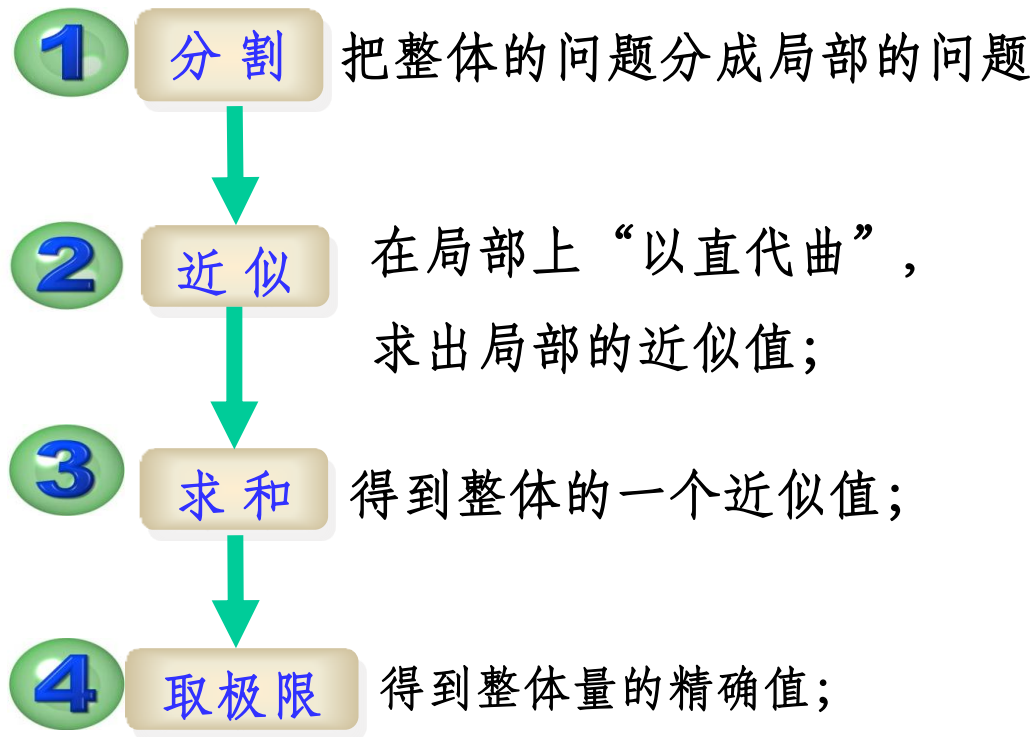 1 分割 把整体的问题分成局部的问题
2 近似 在局部上“以直代曲”,
求出局部的近似值;
3 求和 得到整体的一个近似值;
4 取极限 得到整体量的精确值;